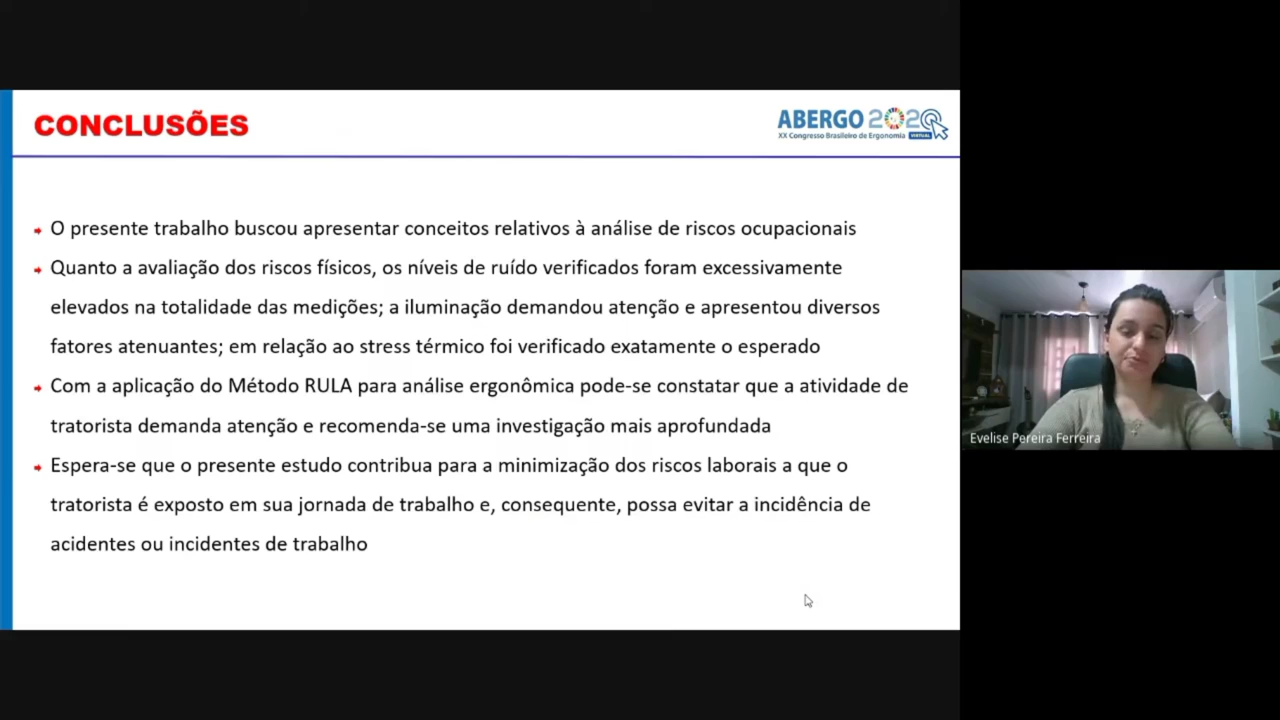 CONCLUSÕES
ABERGO 2020
XX Congresso Brasileiro de Ergonomia VIRTUAL
O presente trabalho buscou apresentar conceitos relativos à análise de riscos ocupacionais
Quanto a avaliação dos riscos físicos, os níveis de ruído verificados foram excessivamente
elevados na totalidade das medições; a iluminação demandou atenção e apresentou diversos
fatores atenuantes; em relação ao stress térmico foi verificado exatamente o esperado
Com a aplicação do Método RULA para análise ergonômica pode-se constatar que a atividade de
tratorista demanda atenção e recomenda-se uma investigação mais aprofundada
Espera-se que o presente estudo contribua para a minimização dos riscos laborais a que o
tratorista é exposto em sua jornada de trabalho e, consequente, possa evitar a incidência de
acidentes ou incidentes de trabalho
Evelise Pereira Ferreira